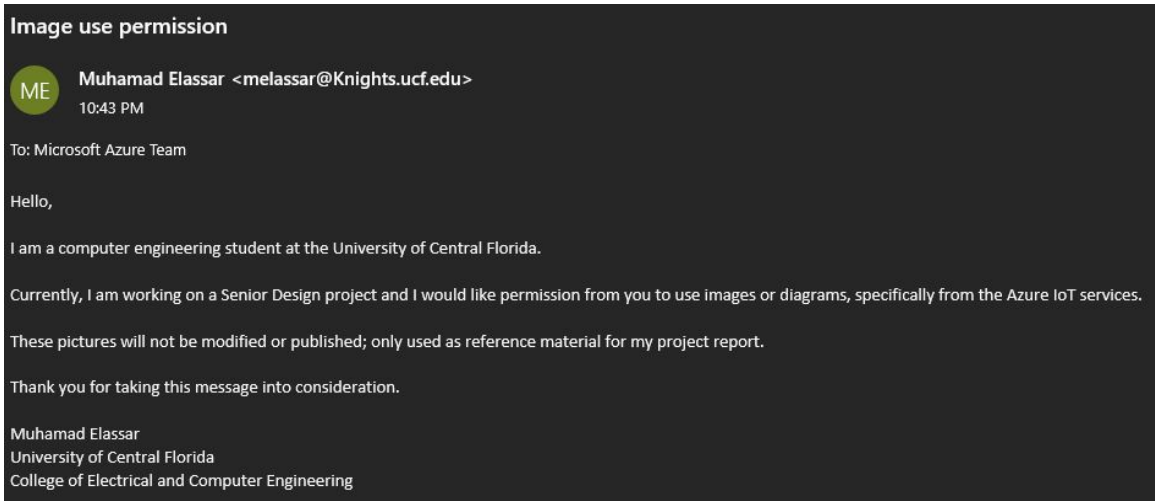 Image use permission
ME
Muhamad Elassar <melassar@Knights.ucf.edu>
10:43 PM
To: Microsoft Azure Team
Hello,
I am a computer engineering student at the University of Central Florida.
Currently, I am working on a Senior Design project and I would like permission from you to use images or diagrams, specifically from the Azure IoT services.
These pictures will not be modified or published; only used as reference material for my project report.
Thank you for taking this message into consideration.
Muhamad Elassar
University of Central Florida
College of Electrical and Computer Engineering